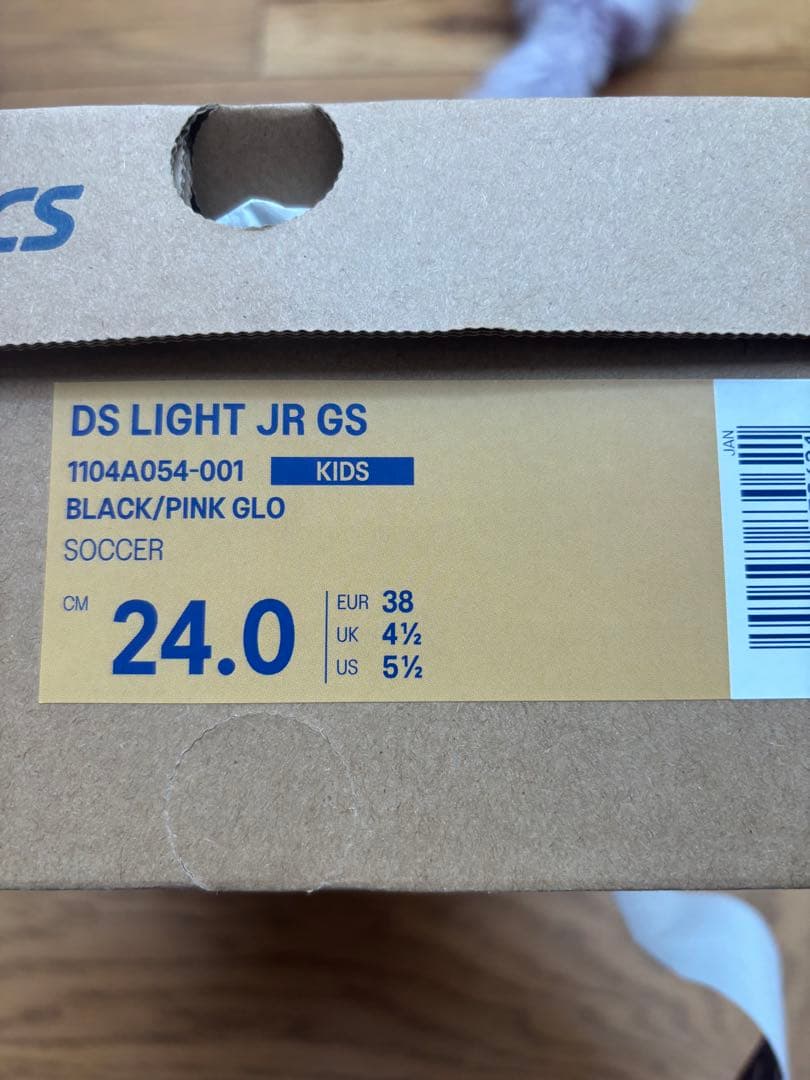 CS
DS LIGHT JR GS
1104A054-001 KIDS
BLACK/PINK GLO
SOCCER
CM 24.0
EUR 38
UK 4½
US 5½
JAN